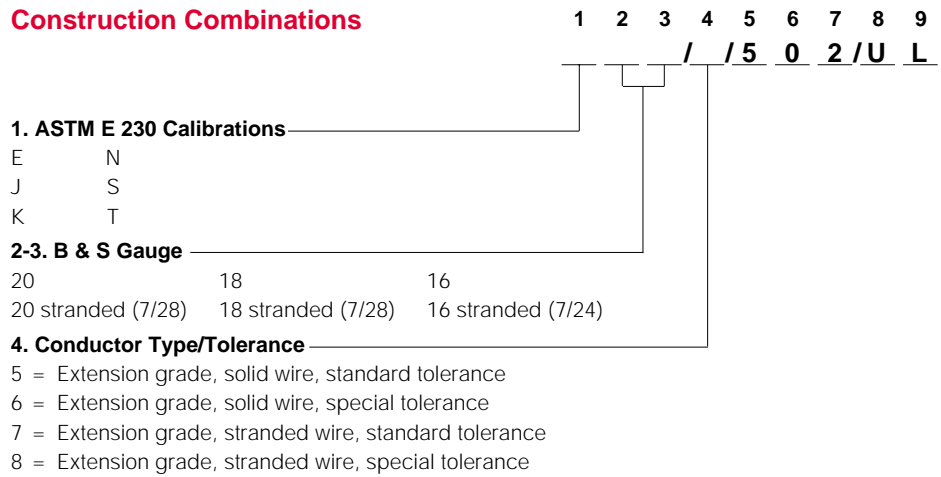 Construction Combinations 1 2 3 4 5 6 7 8 9
/ / 5 0 2 / U L
1. ASTM E 230 Calibrations
E N
J S
K T
2-3. B & S Gauge
20 18 16
20 stranded (7/28) 18 stranded (7/28) 16 stranded (7/24)
4. Conductor Type/Tolerance
5 = Extension grade, solid wire, standard tolerance
6 = Extension grade, solid wire, special tolerance
7 = Extension grade, stranded wire, standard tolerance
8 = Extension grade, stranded wire, special tolerance